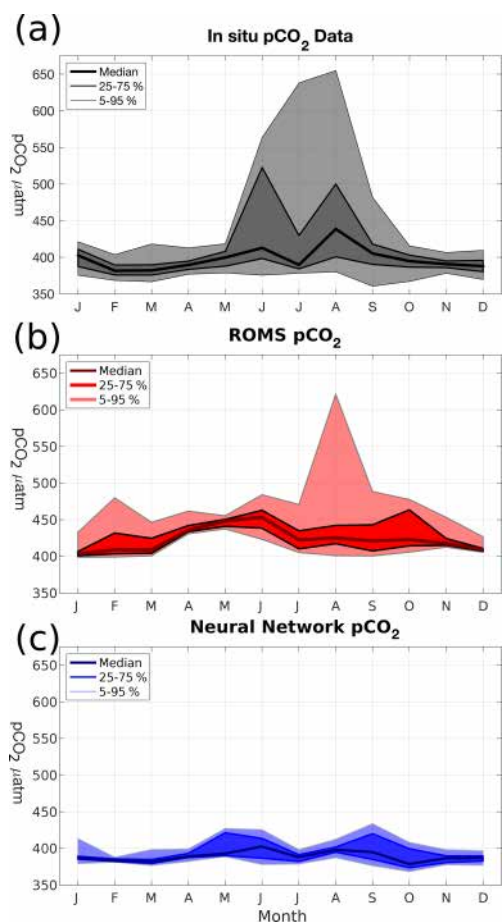 (a)
In situ pCO₂ Data
Median
25-75 %
5-95 %
650
600
550
500
450
400
350
pCO₂ μatm
J F M A M J J A S O N D
(b)
ROMS pCO₂
Median
25-75 %
5-95 %
650
600
550
500
450
400
350
pCO₂ μatm
J F M A M J J A S O N D
(c)
Neural Network pCO₂
Median
25-75 %
5-95 %
650
600
550
500
450
400
350
pCO₂ μatm
J F M A M J J A S O N D
Month